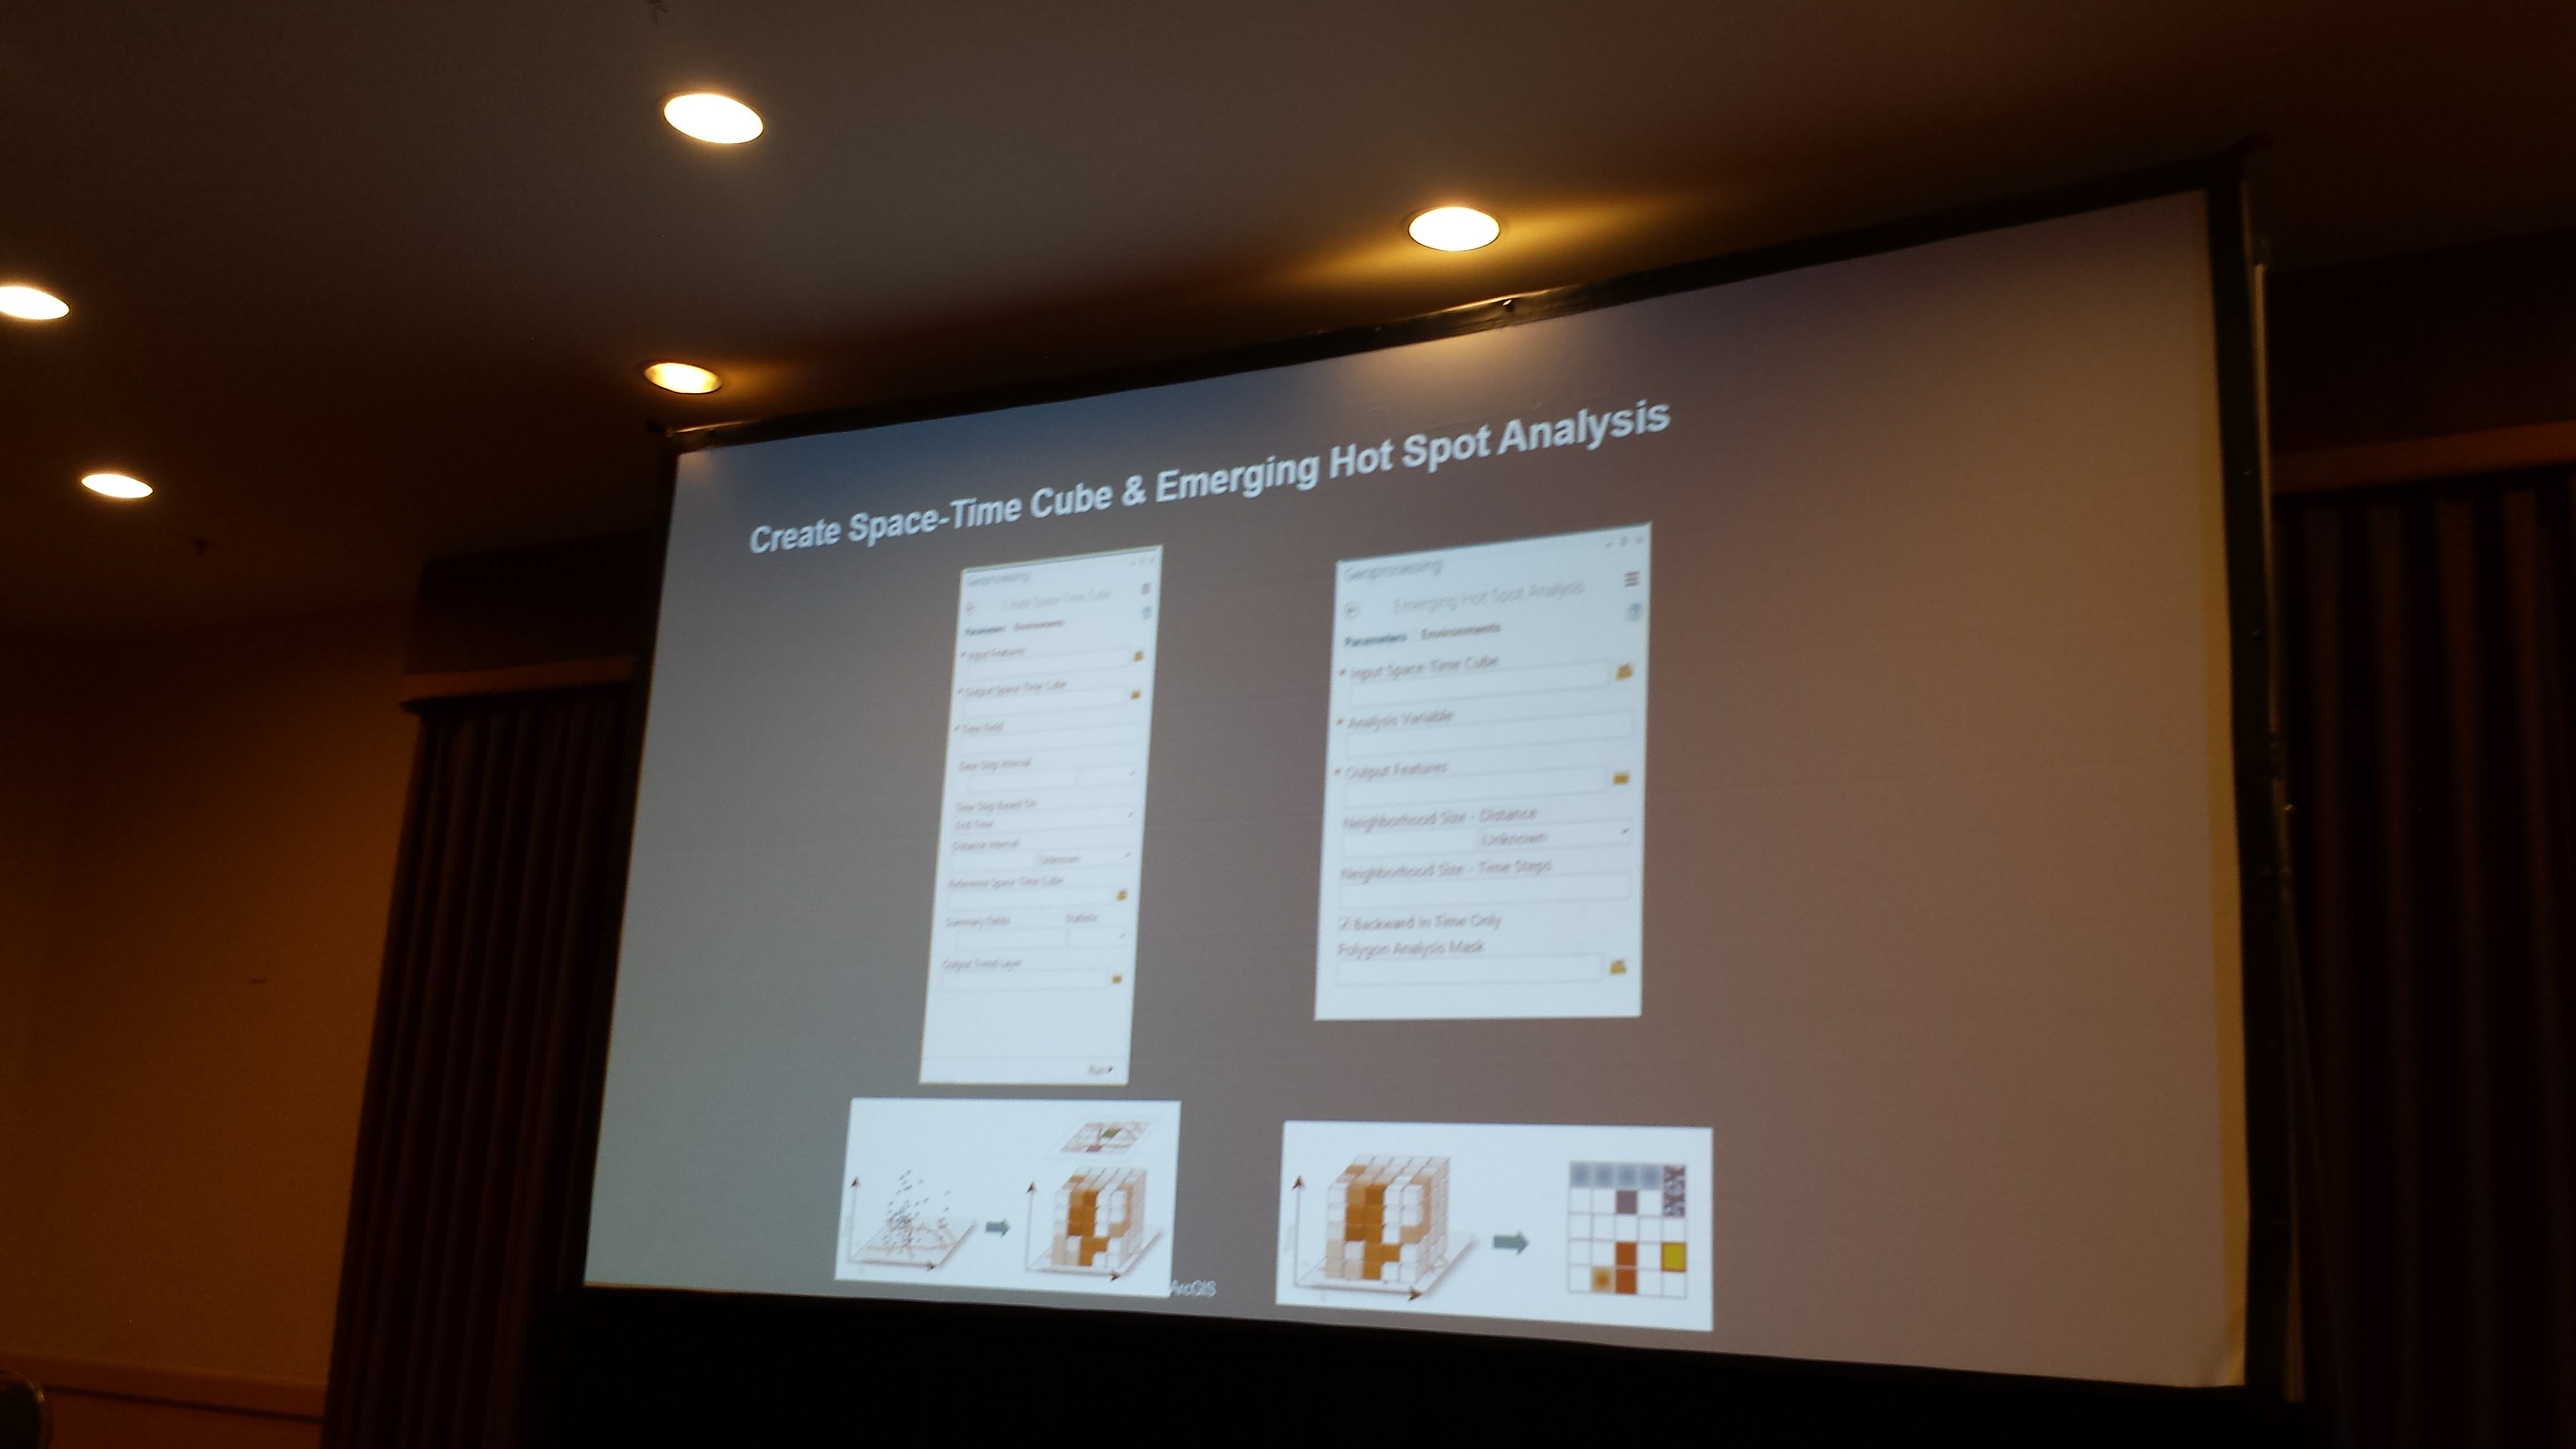 Create Space-Time Cube & Emerging Hot Spot Analysis
Geoprocessing
Create Space Time Cube
Parameters Environments
* Input Features
* Output Space Time Cube
* Time Field
Time Step Interval
Time Step Based On
End Time
Distance Interval
Unknown
Reference Space Time Cube
Summary Fields Statistic
Output Trend Layer
Run
Geoprocessing
Emerging Hot Spot Analysis
Parameters Environments
* Input Space Time Cube
* Analysis Variable
* Output Features
Neighborhood Size - Distance
Unknown
Neighborhood Size - Time Steps
Backward In Time Only
Polygon Analysis Mask
ArcGIS